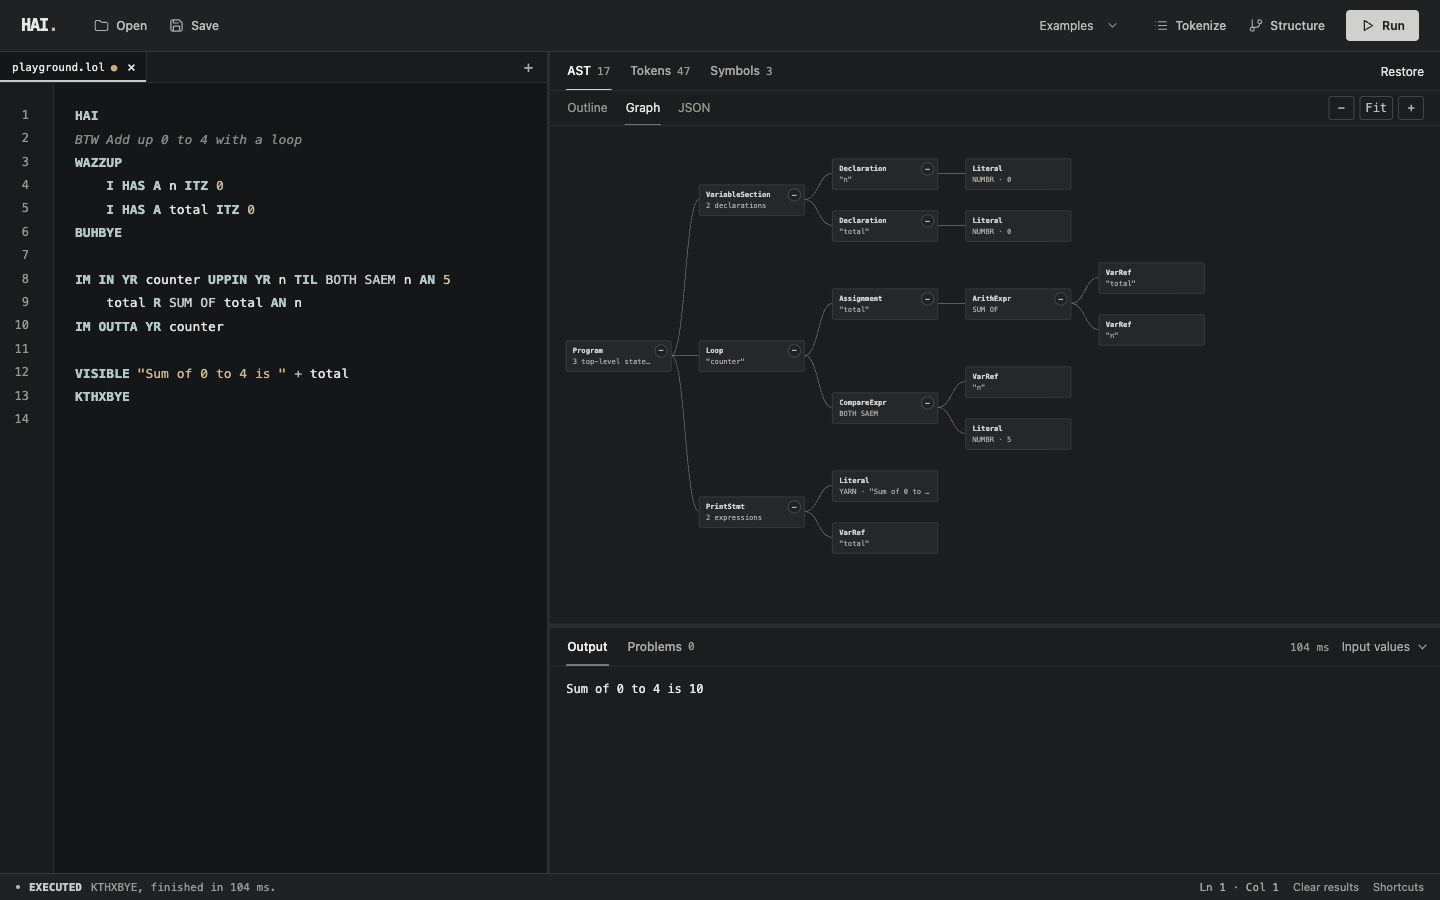 HAI.
Open
Save
Examples
Tokenize
Structure
Run
playground.lol ● ×
+
1 HAI
2 BTW Add up 0 to 4 with a loop
3 WAZZUP
4 I HAS A n ITZ 0
5 I HAS A total ITZ 0
6 BUHBYE
7
8 IM IN YR counter UPPIN YR n TIL BOTH SAEM n AN 5
9 total R SUM OF total AN n
10 IM OUTTA YR counter
11
12 VISIBLE "Sum of 0 to 4 is " + total
13 KTHXBYE
14
AST 17
Tokens 47
Symbols 3
Restore
Outline
Graph
JSON
−
Fit
+
Program
3 top-level state…
VariableSection
2 declarations
Declaration
"n"
Literal
NUMBR · 0
Declaration
"total"
Literal
NUMBR · 0
Loop
"counter"
Assignment
"total"
ArithExpr
SUM OF
VarRef
"total"
VarRef
"n"
CompareExpr
BOTH SAEM
VarRef
"n"
Literal
NUMBR · 5
PrintStmt
2 expressions
Literal
YARN · "Sum of 0 to …
VarRef
"total"
Output
Problems 0
104 ms
Input values
Sum of 0 to 4 is 10
● EXECUTED KTHXBYE, finished in 104 ms.
Ln 1 · Col 1
Clear results
Shortcuts